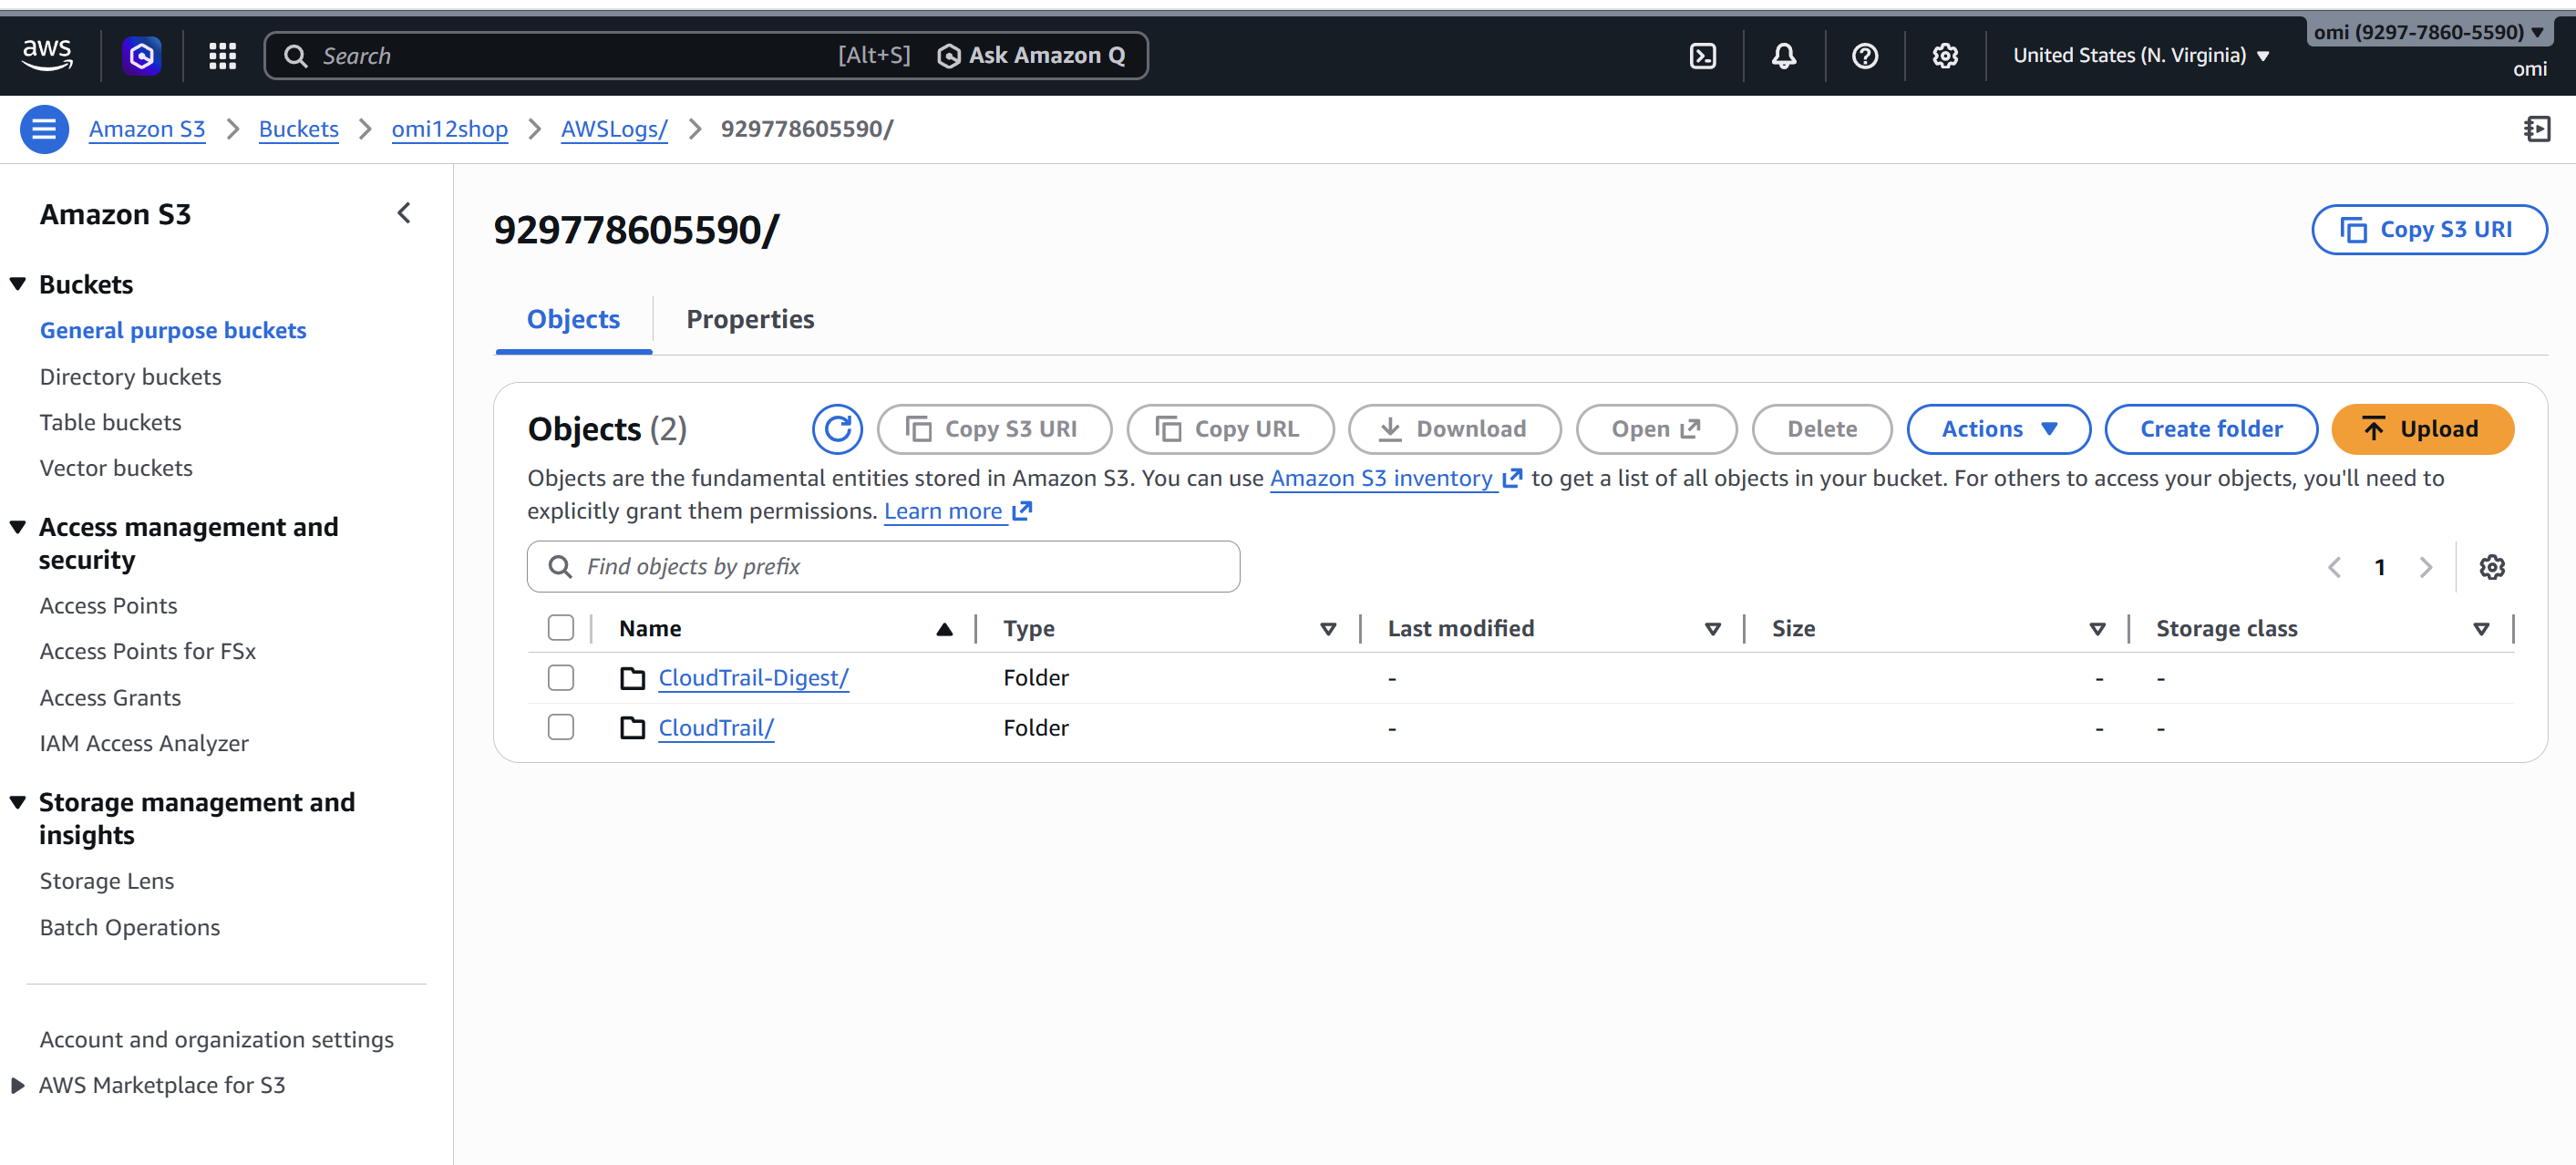 aws
Search [Alt+S] Ask Amazon Q
United States (N. Virginia)
omi (9297-7860-5590)
omi
Amazon S3 Buckets omi12shop AWSLogs/ 929778605590/
Amazon S3
Buckets
General purpose buckets
Directory buckets
Table buckets
Vector buckets
Access management and
security
Access Points
Access Points for FSx
Access Grants
IAM Access Analyzer
Storage management and
insights
Storage Lens
Batch Operations
Account and organization settings
AWS Marketplace for S3
929778605590/
Copy S3 URI
Objects Properties
Objects (2)
Copy S3 URI Copy URL Download Open Delete Actions Create folder Upload
Objects are the fundamental entities stored in Amazon S3. You can use Amazon S3 inventory to get a list of all objects in your bucket. For others to access your objects, you'll need to
explicitly grant them permissions. Learn more
Find objects by prefix
1
Name Type Last modified Size Storage class
CloudTrail-Digest/ Folder - - -
CloudTrail/ Folder - - -